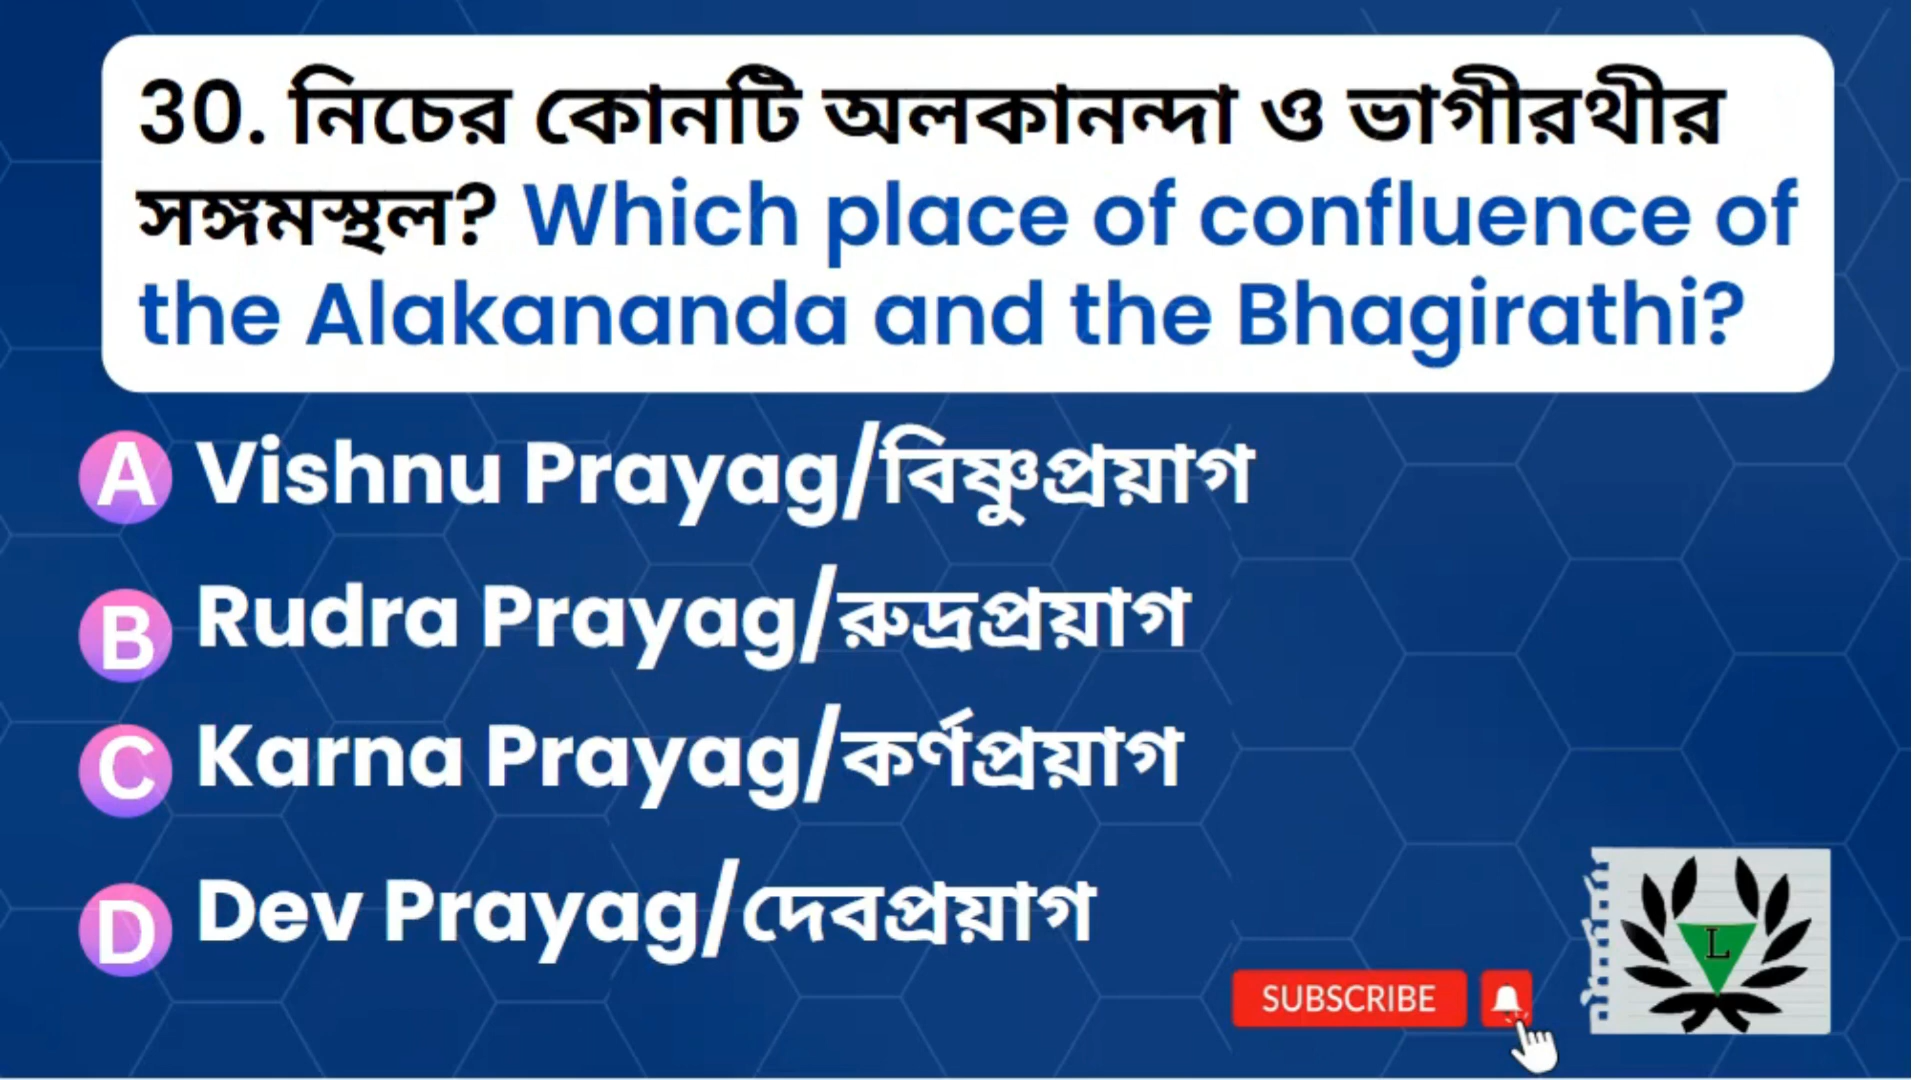 30. নিচের কোনটি অলকানন্দা ও ভাগীরথীর
সঙ্গমস্থল? Which place of confluence of
the Alakananda and the Bhagirathi?
A Vishnu Prayag/বিষ্ণুপ্রয়াগ
B Rudra Prayag/রুদ্রপ্রয়াগ
C Karna Prayag/কর্ণপ্রয়াগ
D Dev Prayag/দেবপ্রয়াগ
SUBSCRIBE
L